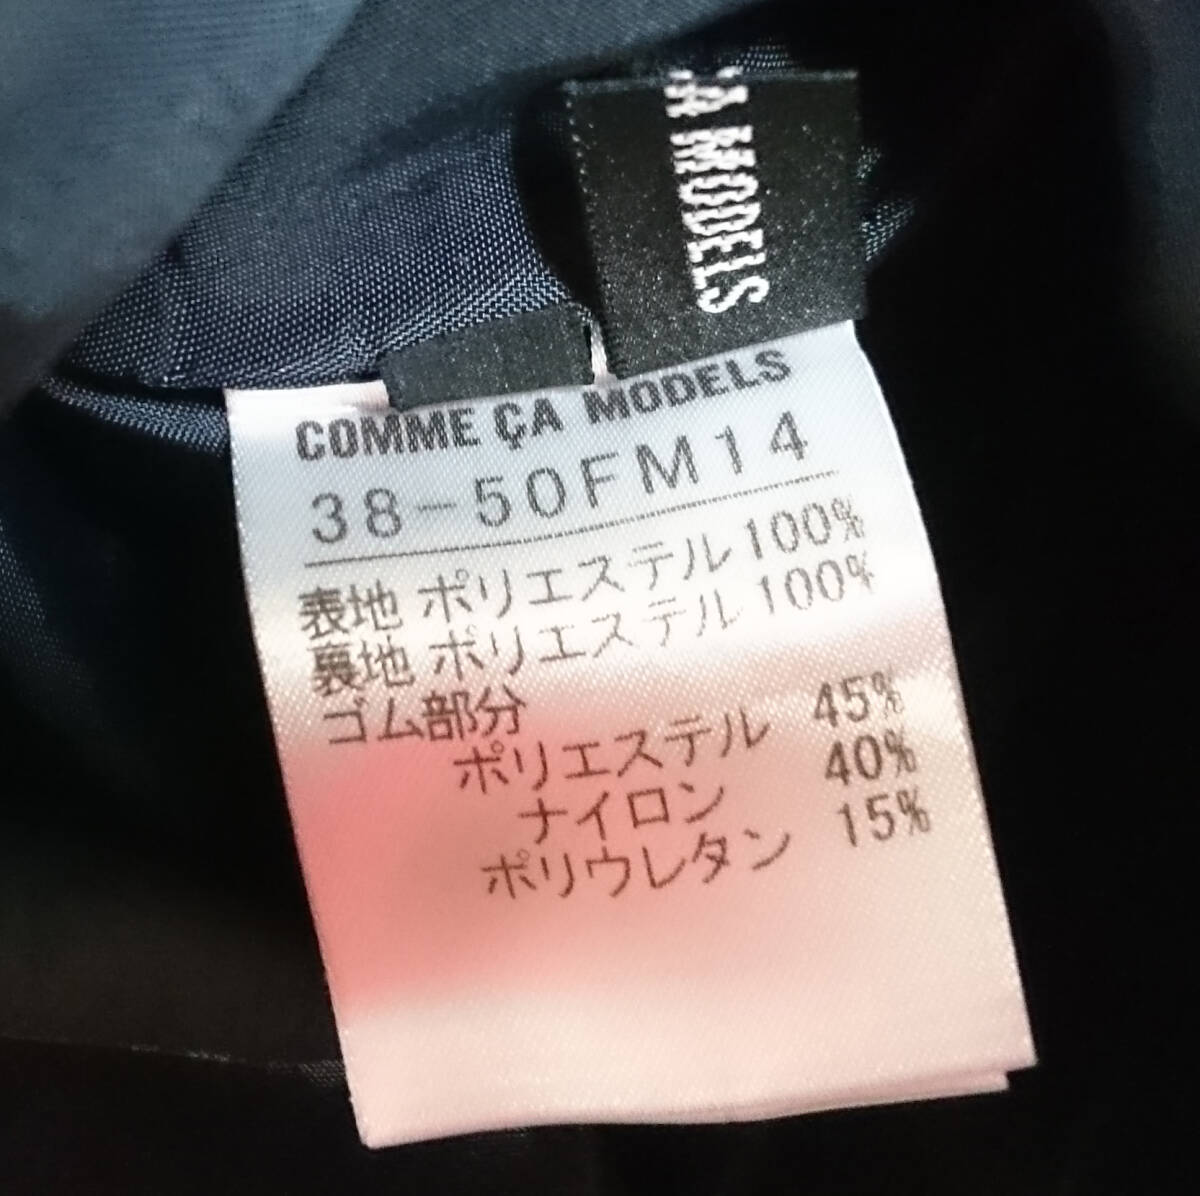 ÇA MODELS
COMME ÇA MODELS
38-50FM14
表地 ポリエステル100%
裏地 ポリエステル100%
ゴム部分
ポリエステル 45%
ナイロン 40%
ポリウレタン 15%